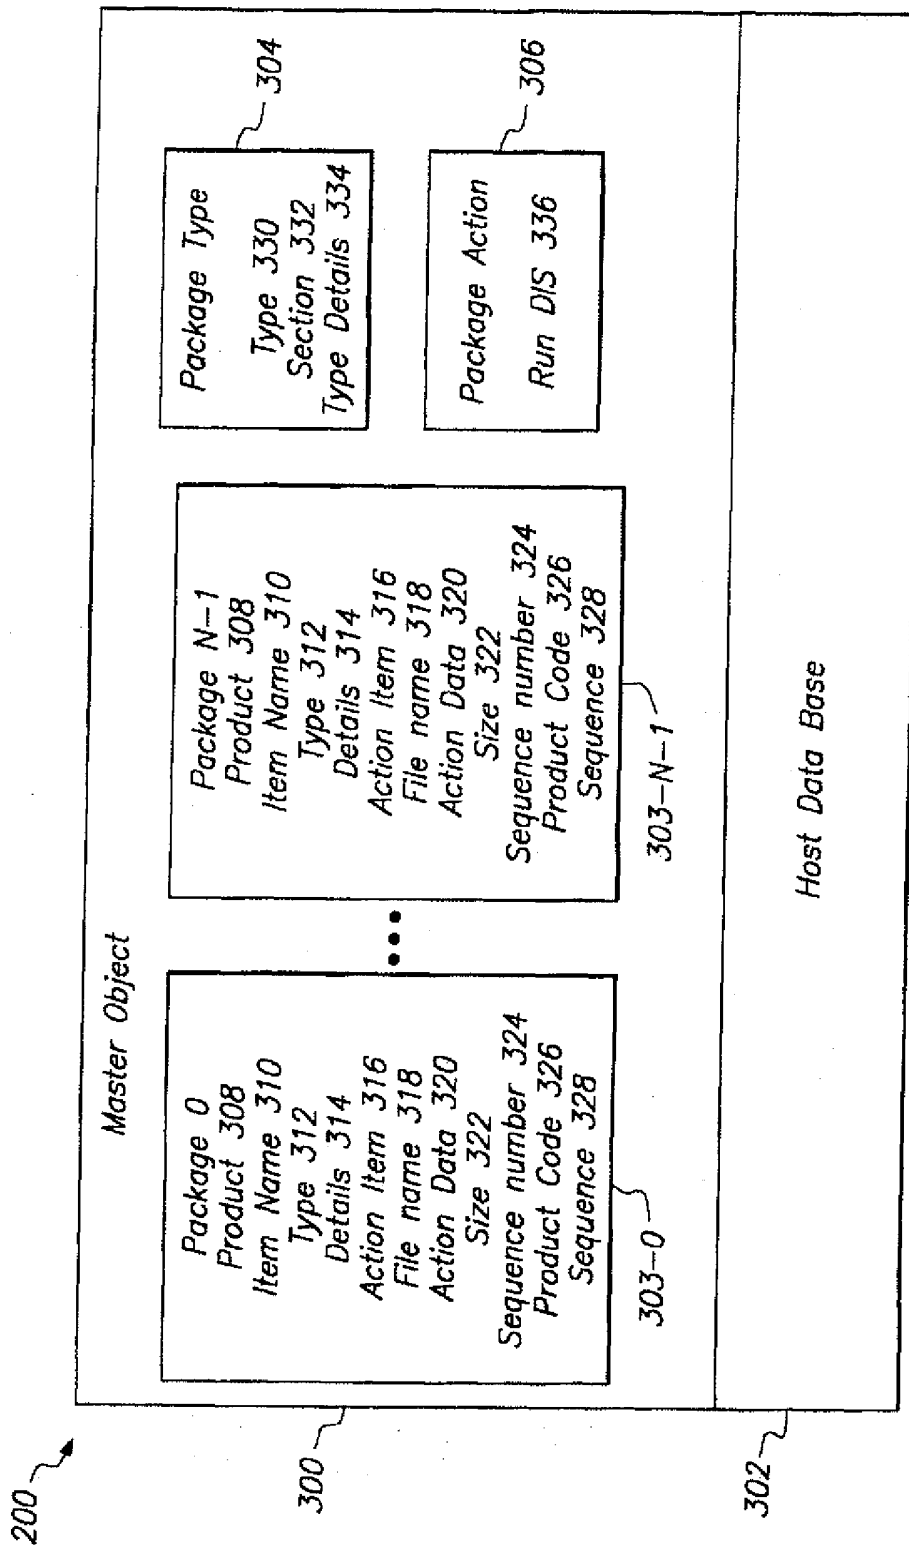 200
Master Object
300
Package 0
Product 308
Item Name 310
Type 312
Details 314
Action Item 316
File name 318
Action Data 320
Size 322
Sequence number 324
Product Code 326
Sequence 328
303-0
Package N-1
Product 308
Item Name 310
Type 312
Details 314
Action Item 316
File name 318
Action Data 320
Size 322
Sequence number 324
Product Code 326
Sequence 328
303-N-1
Package Type
Type 330
Section 332
Type Details 334
304
Package Action
Run DIS 336
306
Host Data Base
302